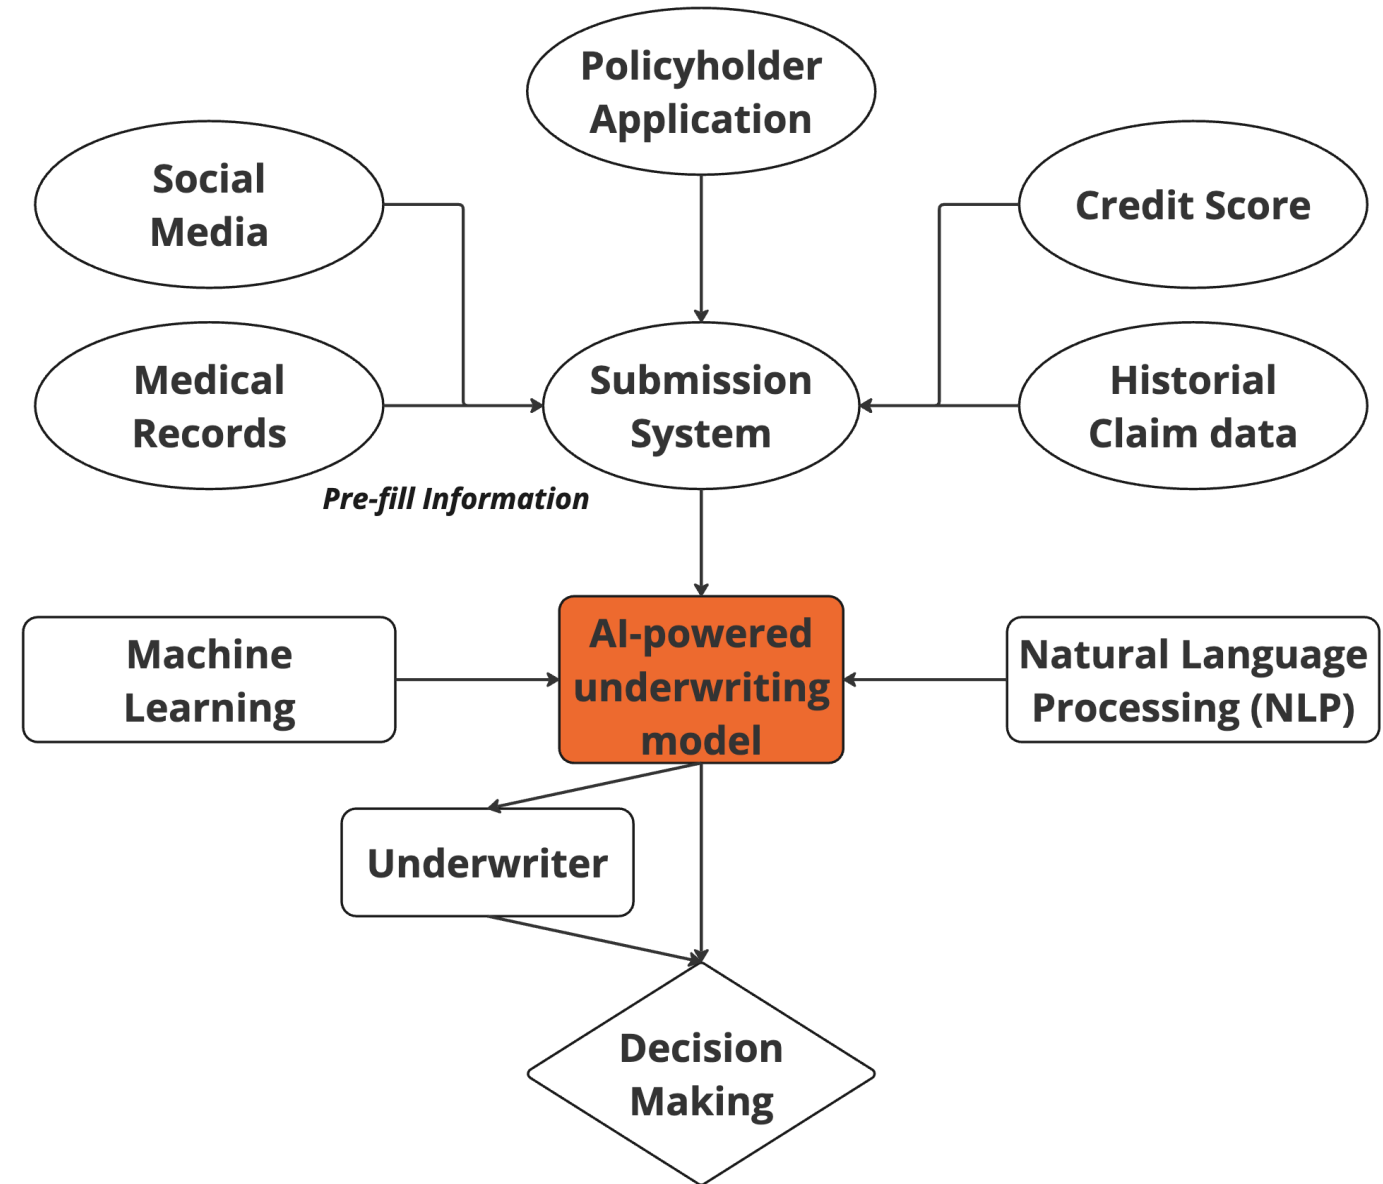 Policyholder
Application
Social
Media
Credit Score
Medical
Records
Submission
System
Historial
Claim data
Pre-fill Information
Machine
Learning
AI-powered
underwriting
model
Natural Language
Processing (NLP)
Underwriter
Decision
Making